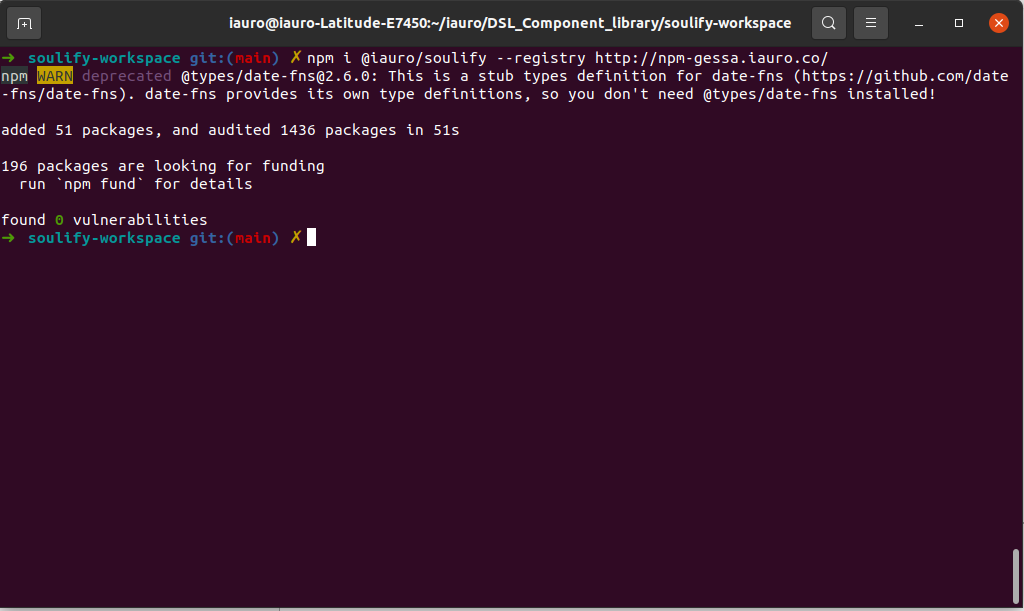 iauro@iauro-Latitude-E7450:~/iauro/DSL_Component_library/soulify-workspace
➜ soulify-workspace git:(main) ✗ npm i @iauro/soulify --registry http://npm-gessa.iauro.co/
npm WARN deprecated @types/date-fns@2.6.0: This is a stub types definition for date-fns (https://github.com/date
-fns/date-fns). date-fns provides its own type definitions, so you don't need @types/date-fns installed!
added 51 packages, and audited 1436 packages in 51s
196 packages are looking for funding
  run `npm fund` for details
found 0 vulnerabilities
➜ soulify-workspace git:(main) ✗